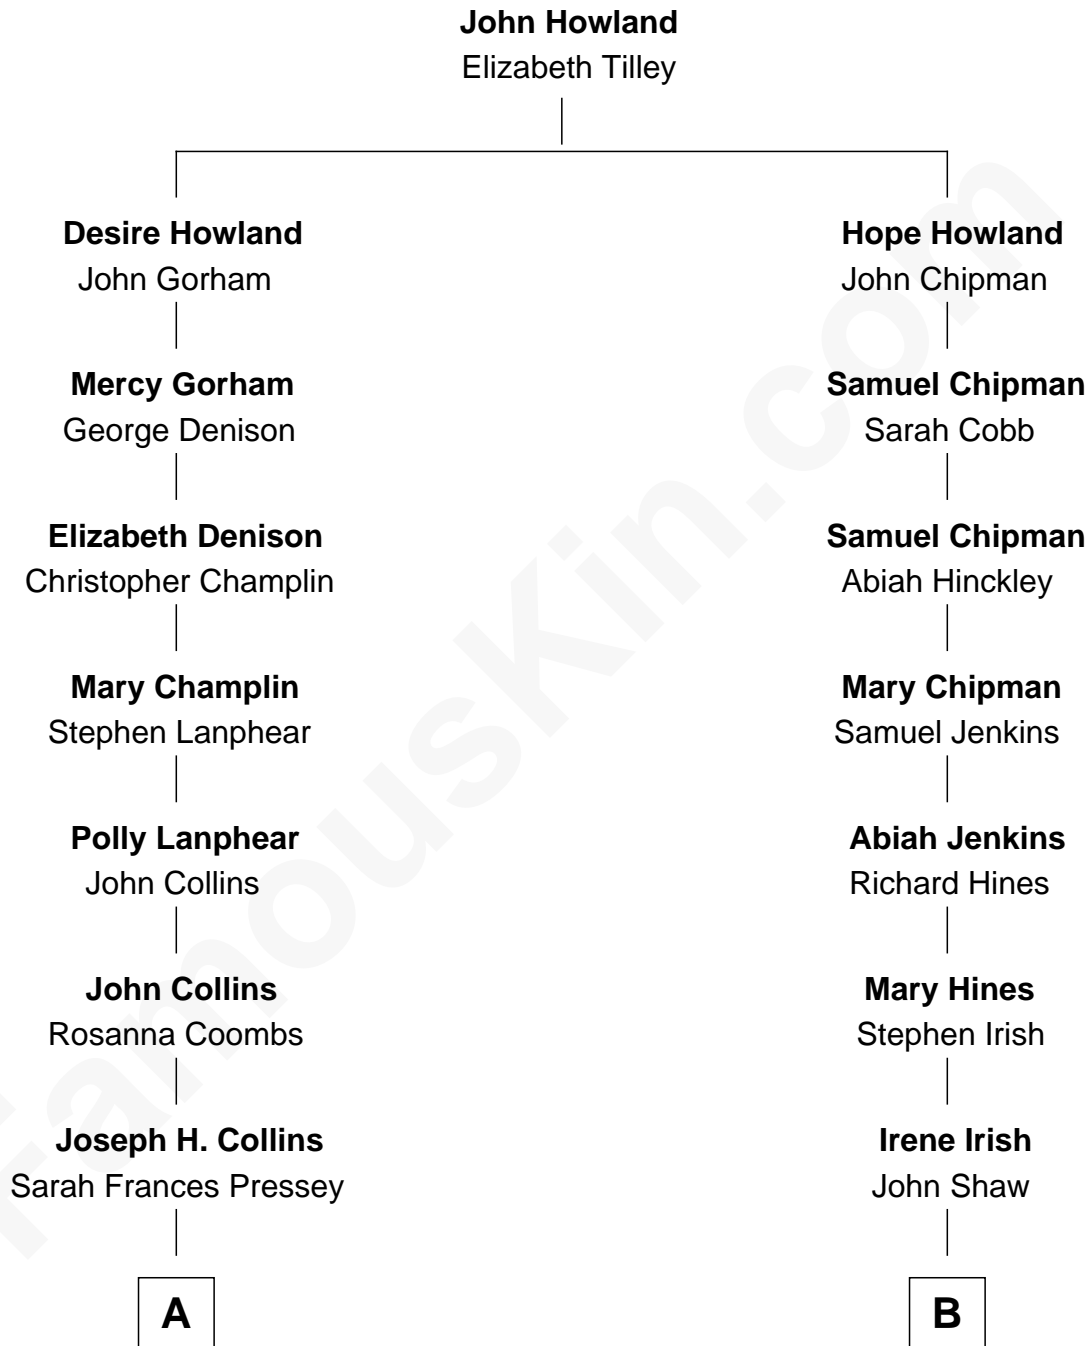 John Howland
Elizabeth Tilley
Desire Howland
John Gorham
Hope Howland
John Chipman
Mercy Gorham
George Denison
Samuel Chipman
Sarah Cobb
Elizabeth Denison
Christopher Champlin
Samuel Chipman
Abiah Hinckley
Mary Champlin
Stephen Lanphear
Mary Chipman
Samuel Jenkins
Polly Lanphear
John Collins
Abiah Jenkins
Richard Hines
John Collins
Rosanna Coombs
Mary Hines
Stephen Irish
Joseph H. Collins
Sarah Frances Pressey
Irene Irish
John Shaw
A
B
FamousKin.com